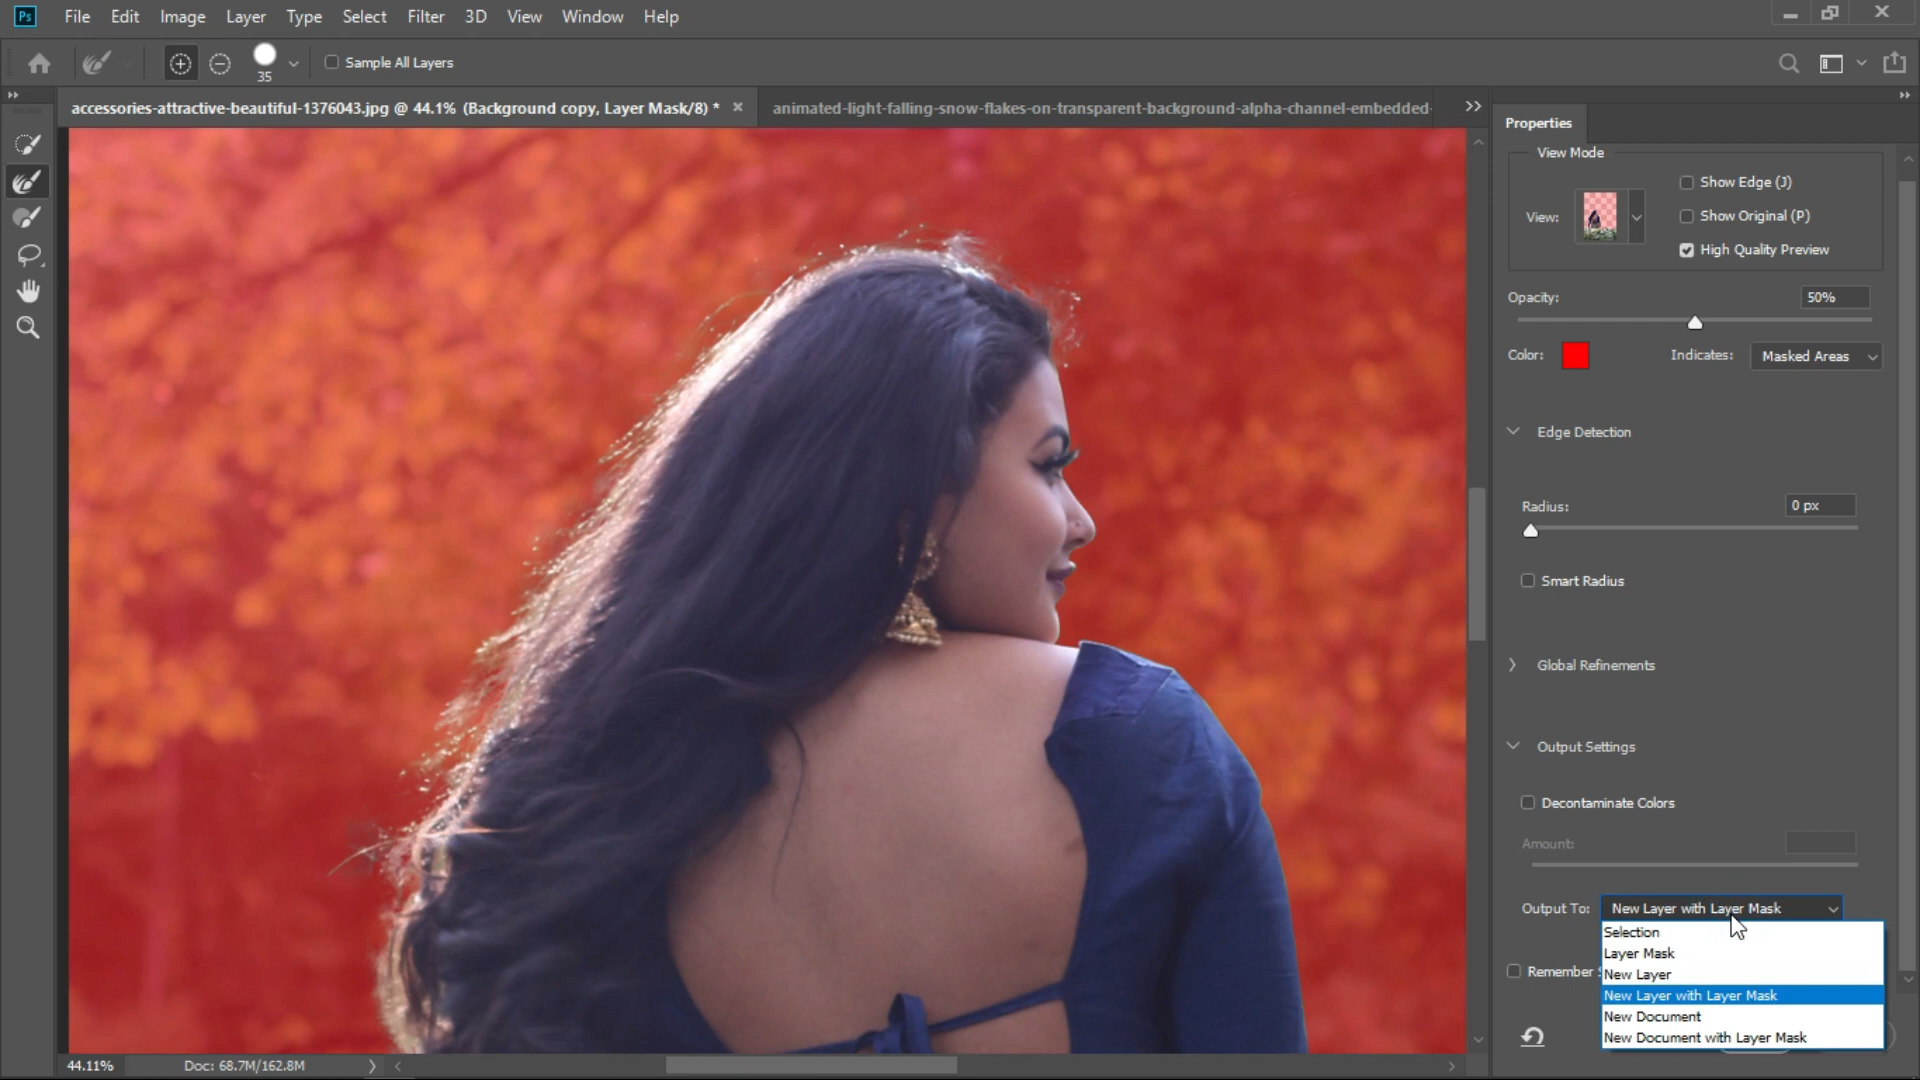 Ps File Edit Image Layer Type Select Filter 3D View Window Help
35 Sample All Layers
accessories-attractive-beautiful-1376043.jpg @ 44.1% (Background copy, Layer Mask/8) * animated-light-falling-snow-flakes-on-transparent-background-alpha-channel-embedded-
Properties
View Mode
Show Edge (J)
View:
Show Original (P)
High Quality Preview
Opacity: 50%
Color: Indicates: Masked Areas
Edge Detection
Radius: 0 px
Smart Radius
Global Refinements
Output Settings
Decontaminate Colors
Amount:
Output To: New Layer with Layer Mask
Selection
Layer Mask
New Layer
Remember
New Layer with Layer Mask
New Document
New Document with Layer Mask
44.11% Doc: 68.7M/162.8M